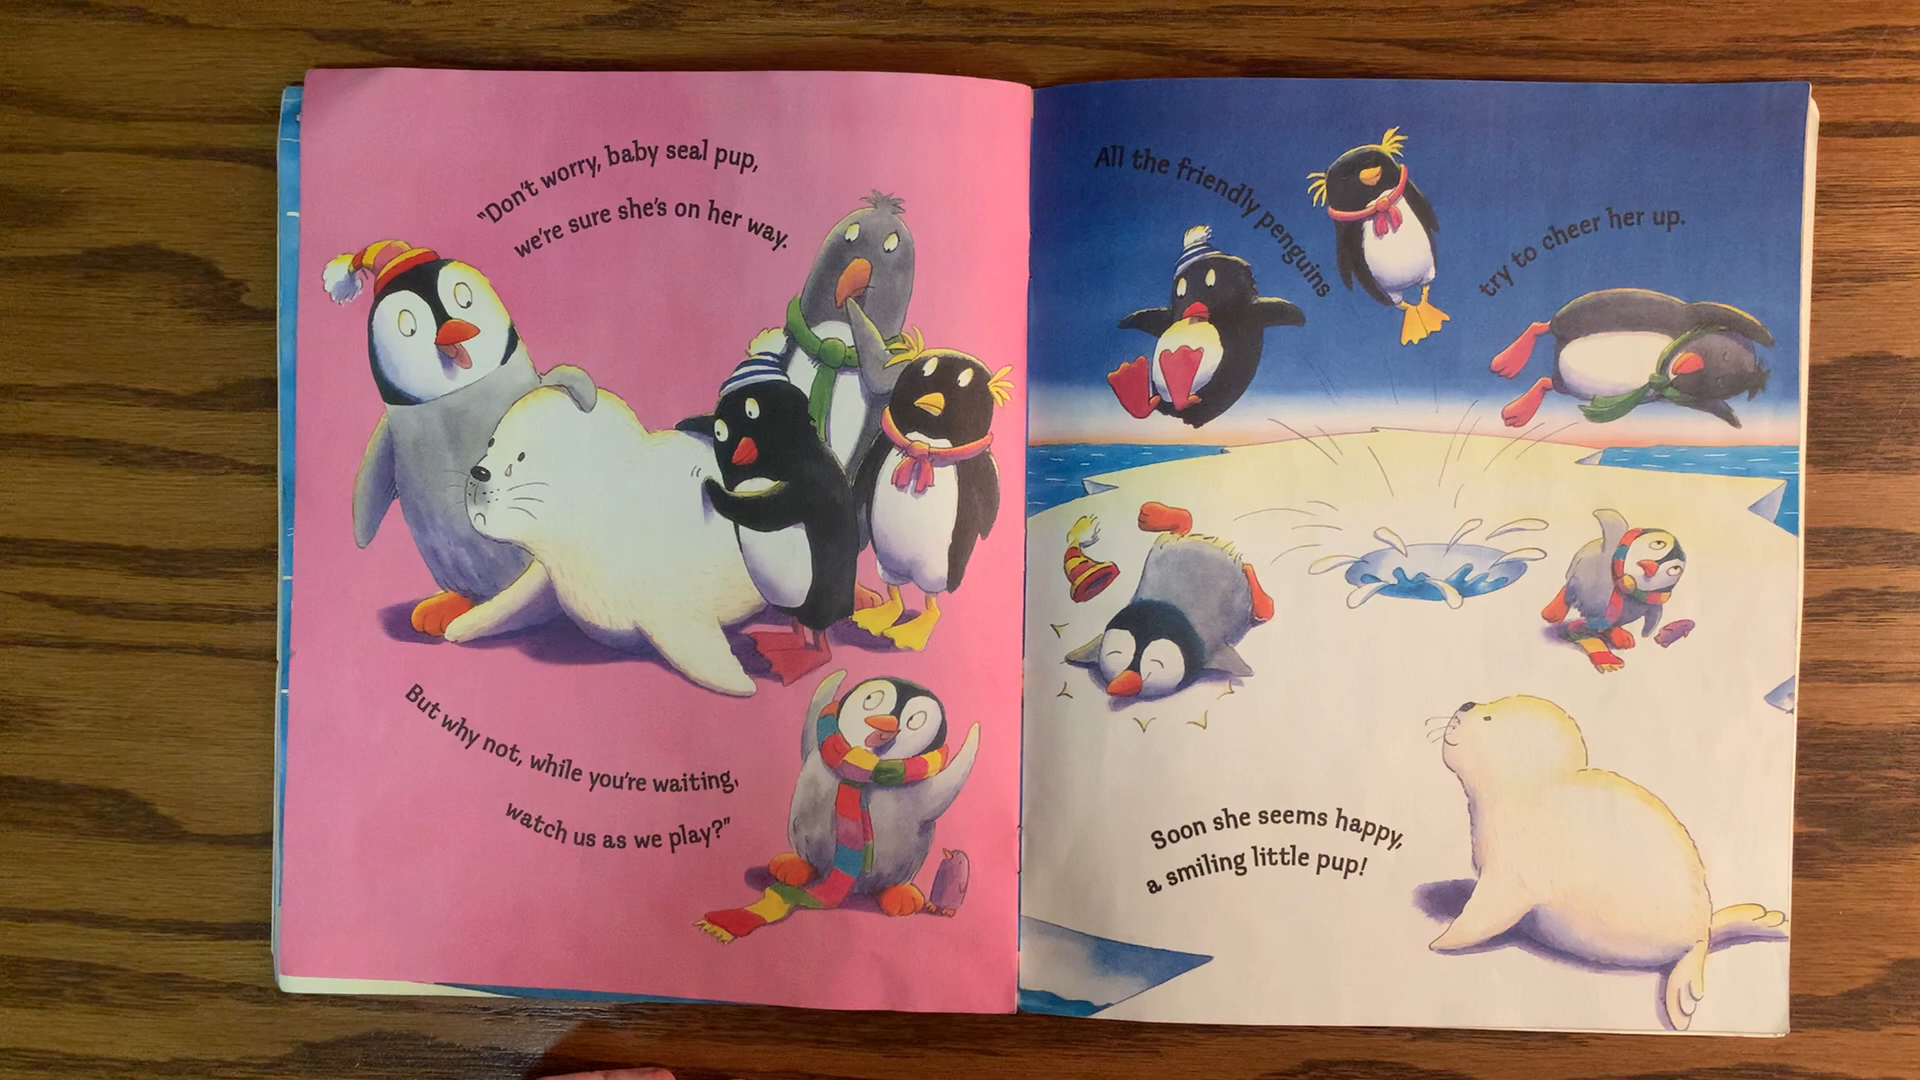 "Don't worry, baby seal pup,
we're sure she's on her way.
But why not, while you're waiting,
watch us as we play?"
All the friendly penguins
try to cheer her up.
Soon she seems happy,
a smiling little pup!